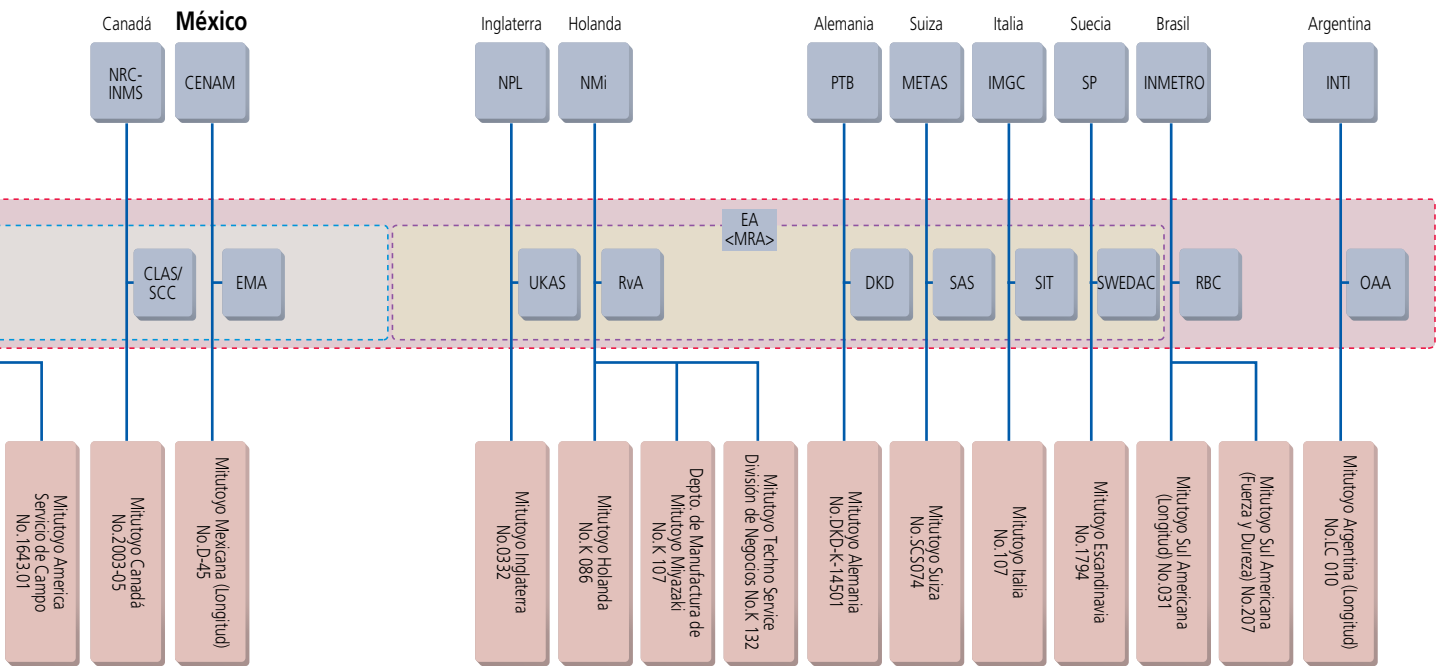 Canadá
México
Inglaterra
Holanda
Alemania
Suiza
Italia
Suecia
Brasil
Argentina
NRC-
INMS
CENAM
NPL
NMi
PTB
METAS
IMGC
SP
INMETRO
INTI
EA
<MRA>
CLAS/
SCC
EMA
UKAS
RvA
DKD
SAS
SIT
SWEDAC
RBC
OAA
Mitutoyo America
Servicio de Campo
No.1643.01
Mitutoyo Canadá
No.2003-05
Mitutoyo Mexicana (Longitud)
No.D-45
Mitutoyo Inglaterra
No.0332
Mitutoyo Holanda
No.K 086
Depto. de Manufactura de
Mitutoyo Miyazaki
No.K 107
Mitutoyo Techno Service
División de Negocios No.K 132
Mitutoyo Alemania
No.DKD-K-14501
Mitutoyo Suiza
No.SCS074
Mitutoyo Italia
No.107
Mitutoyo Escandinavia
No.1794
Mitutoyo Sul Americana
(Longitud) No.031
Mitutoyo Sul Americana
(Fuerza y Dureza) No.207
Mitutoyo Argentina (Longitud)
No.LC 010